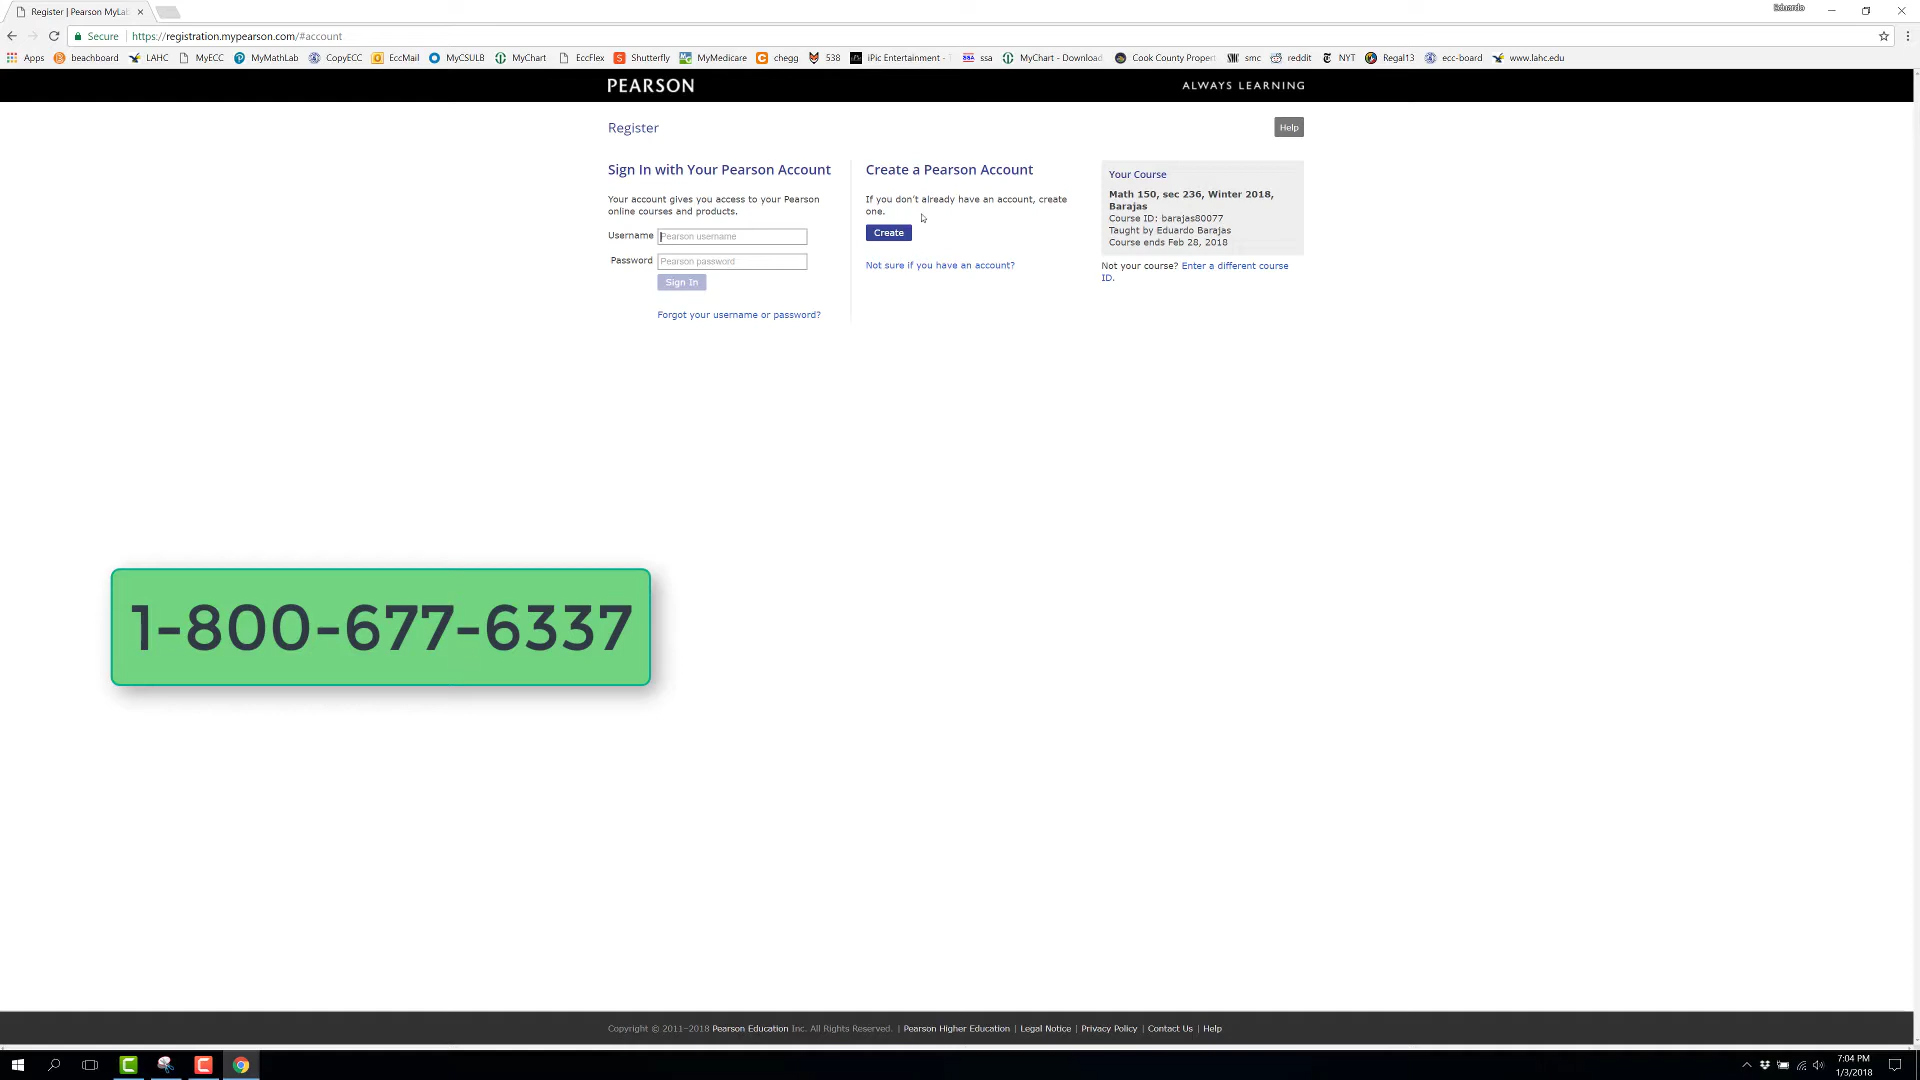 Register | Pearson MyLa
Eduardo
Secure
https://registration.mypearson.com/#account
Apps
beachboard
LAHC
MyECC
MyMathLab
CopyECC
EccMail
MyCSULB
MyChart
EccFlex
Shutterfly
MyMedicare
chegg
538
iPic Entertainment -
ssa
MyChart - Download
Cook County Propert
smc
reddit
NYT
Regal13
ecc-board
www.lahc.edu
PEARSON
ALWAYS LEARNING
Register
Help
Sign In with Your Pearson Account
Your account gives you access to your Pearson
online courses and products.
Username
Pearson username
Password
Pearson password
Sign In
Forgot your username or password?
Create a Pearson Account
If you don't already have an account, create
one.
Create
Not sure if you have an account?
Your Course
Math 150, sec 236, Winter 2018,
Barajas
Course ID: barajas80077
Taught by Eduardo Barajas
Course ends Feb 28, 2018
Not your course? Enter a different course
ID.
1-800-677-6337
Copyright © 2011-2018 Pearson Education Inc. All Rights Reserved. | Pearson Higher Education | Legal Notice | Privacy Policy | Contact Us | Help
7:04 PM
1/3/2018